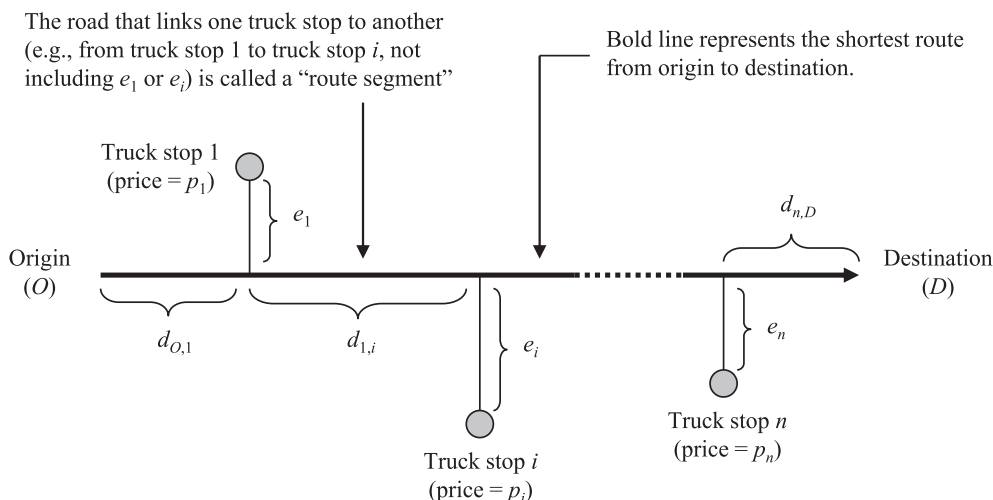 The road that links one truck stop to another
(e.g., from truck stop 1 to truck stop i, not
including e₁ or eᵢ) is called a “route segment”
Bold line represents the shortest route
from origin to destination.
Truck stop 1
(price = p₁)
e₁
dₙ,D
Origin
(O)
Destination
(D)
dO,1
d1,i
eᵢ
eₙ
Truck stop i
(price = pᵢ)
Truck stop n
(price = pₙ)